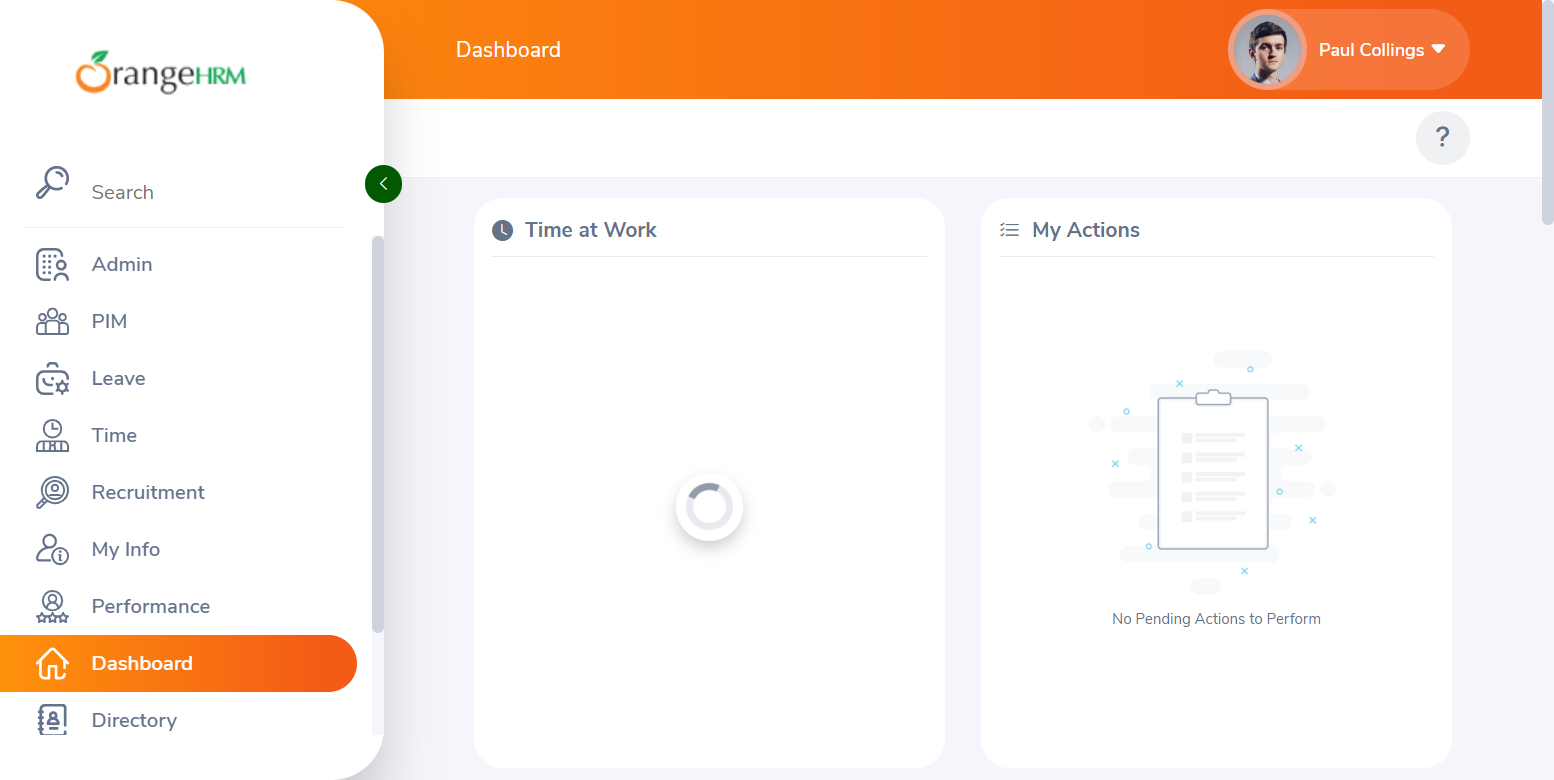 OrangeHRM
Dashboard
Paul Collings
?
Search
Admin
PIM
Leave
Time
Recruitment
My Info
Performance
Dashboard
Directory
Time at Work
My Actions
No Pending Actions to Perform